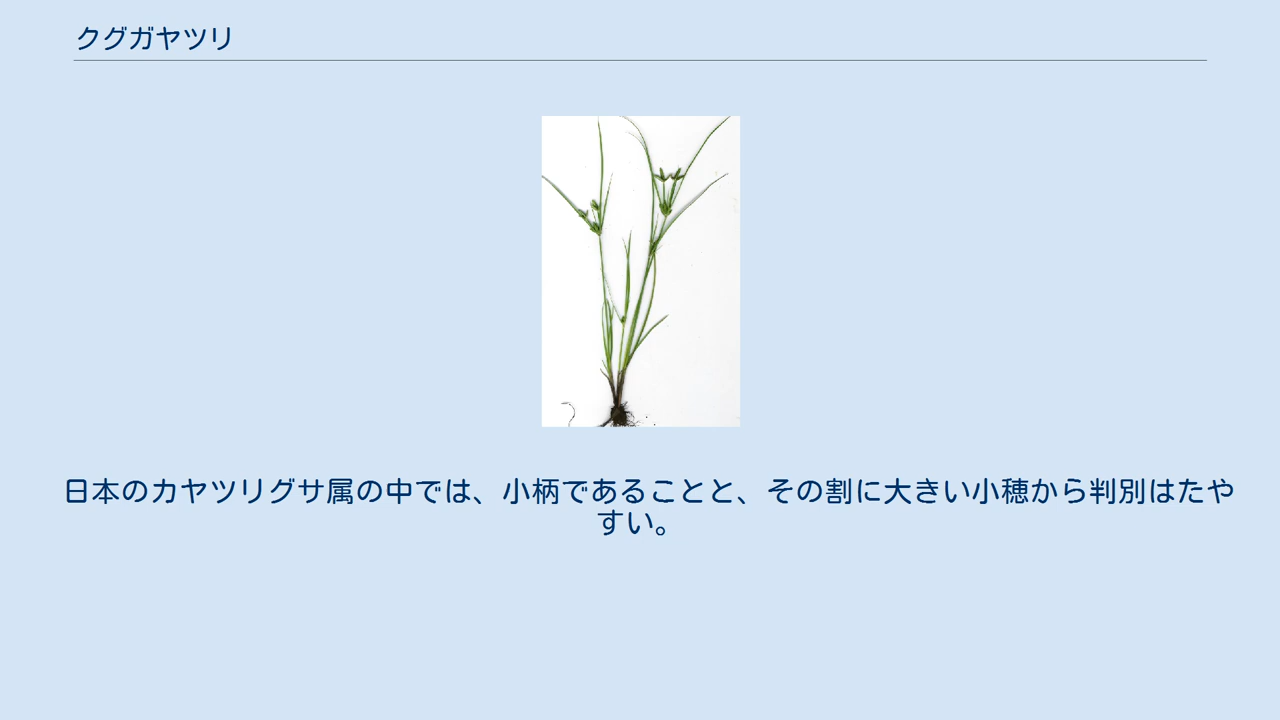 クグガヤツリ
日本のカヤツリグサ属の中では、小柄であることと、その割に大きい小穂から判別はたや
すい。